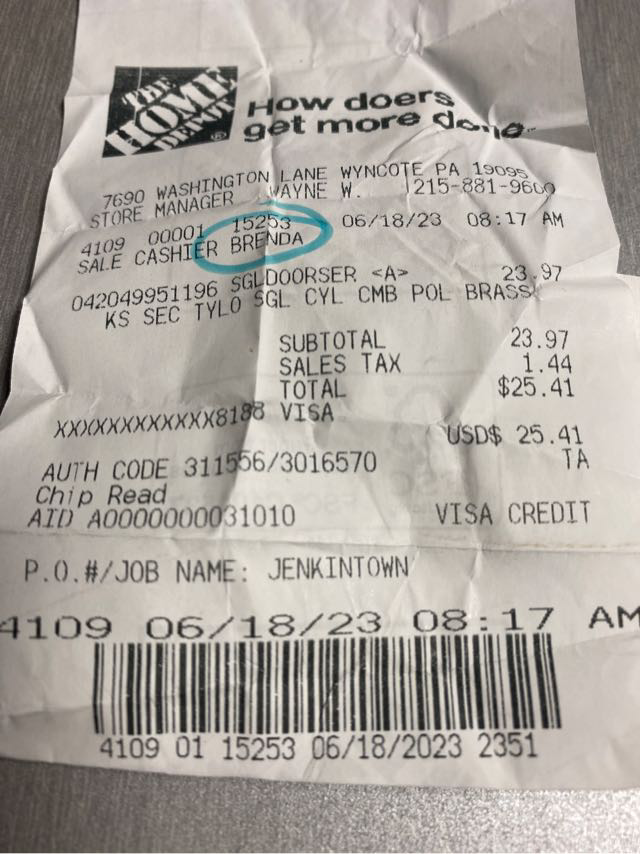 THE
HOME
DEPOT
®
How doers
get more done™
7690 WASHINGTON LANE WYNCOTE PA 19095
STORE MANAGER WAYNE W. 215-881-9600
4109 00001 15253 06/18/23 08:17 AM
SALE CASHIER BRENDA
042049951196 SGLDOORSER <A> 23.97
KS SEC TYLO SGL CYL CMB POL BRASS
SUBTOTAL 23.97
SALES TAX 1.44
TOTAL $25.41
XXXXXXXXXXXX8188 VISA
USD$ 25.41
AUTH CODE 311556/3016570 TA
Chip Read
AID A0000000031010 VISA CREDIT
P.O.#/JOB NAME: JENKINTOWN
4109 06/18/23 08:17 AM
4109 01 15253 06/18/2023 2351